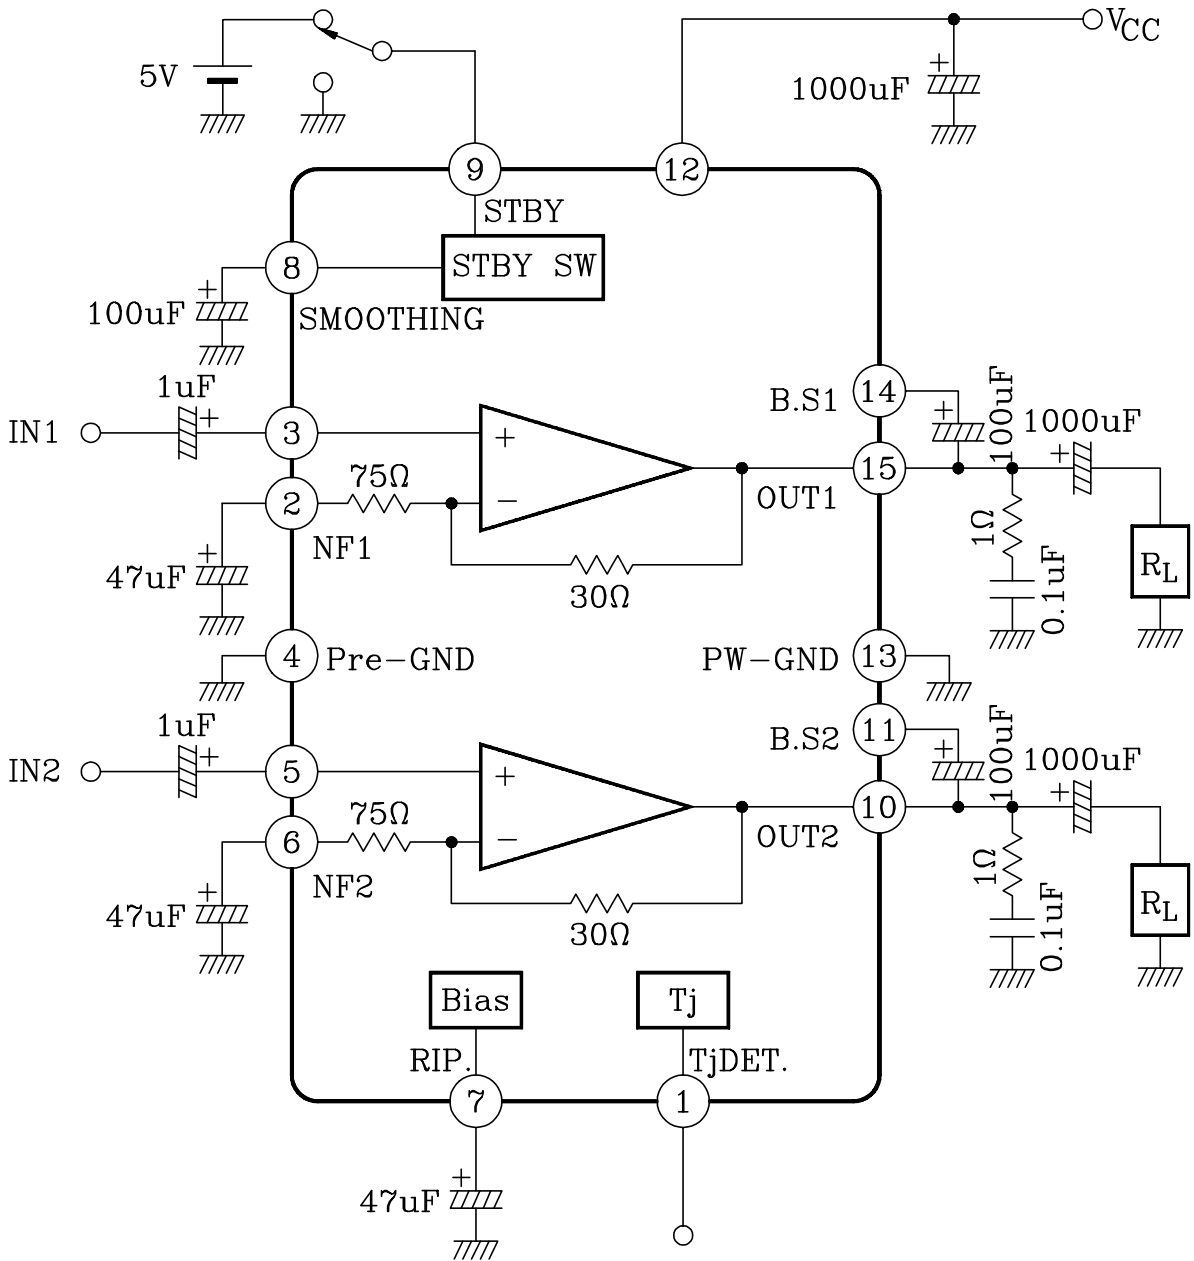 V_CC
5V
1000uF
9
12
STBY
8
STBY SW
100uF
SMOOTHING
1uF
14
B.S1
100uF
1000uF
IN1
3
+
75Ω
15
2
−
OUT1
NF1
1Ω
47uF
30Ω
0.1uF
R_L
4
Pre-GND
PW-GND
13
1uF
11
B.S2
100uF
1000uF
IN2
5
+
75Ω
10
6
−
OUT2
NF2
1Ω
47uF
30Ω
0.1uF
R_L
Bias
Tj
RIP.
TjDET.
7
1
47uF